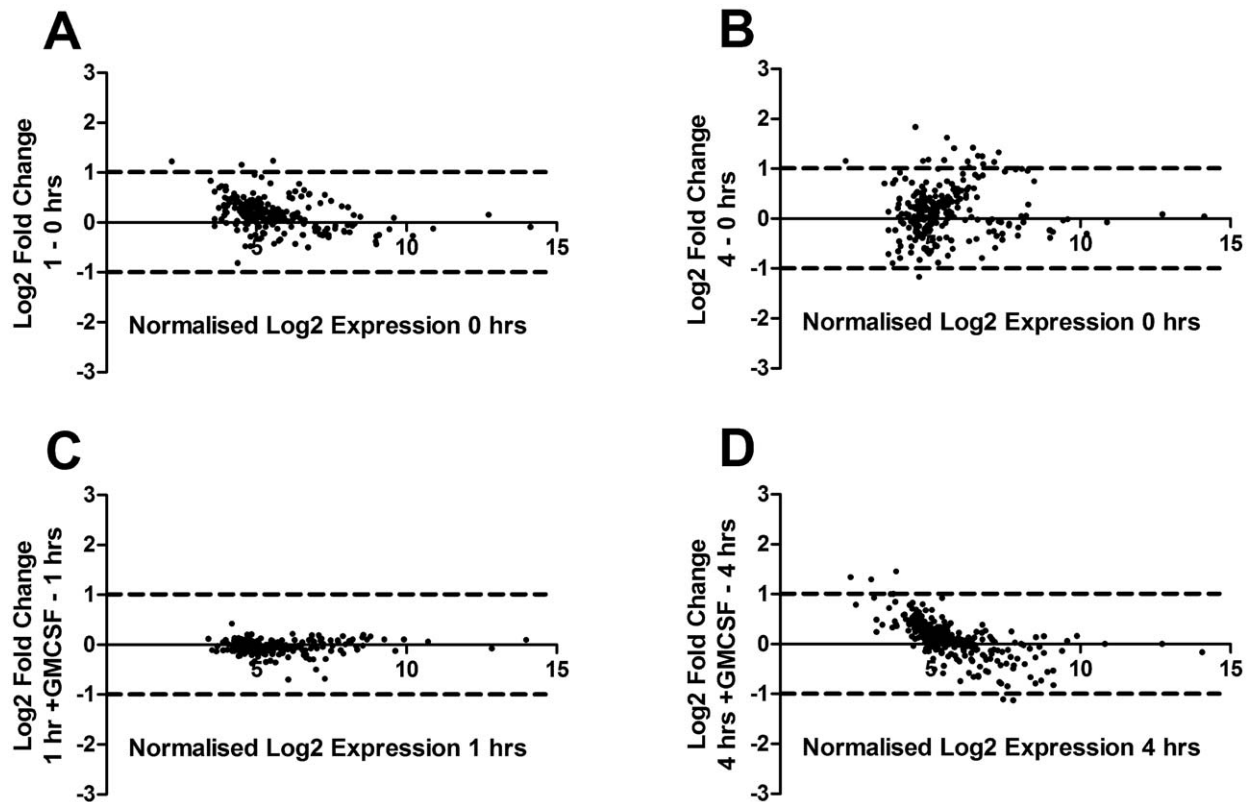 A
3
2
1
0
-1
-2
-3
5
10
15
Log2 Fold Change
1 - 0 hrs
Normalised Log2 Expression 0 hrs
B
3
2
1
0
-1
-2
-3
5
10
15
Log2 Fold Change
4 - 0 hrs
Normalised Log2 Expression 0 hrs
C
3
2
1
0
-1
-2
-3
5
10
15
Log2 Fold Change
1 hr +GMCSF - 1 hrs
Normalised Log2 Expression 1 hrs
D
3
2
1
0
-1
-2
-3
5
10
15
Log2 Fold Change
4 hrs +GMCSF - 4 hrs
Normalised Log2 Expression 4 hrs